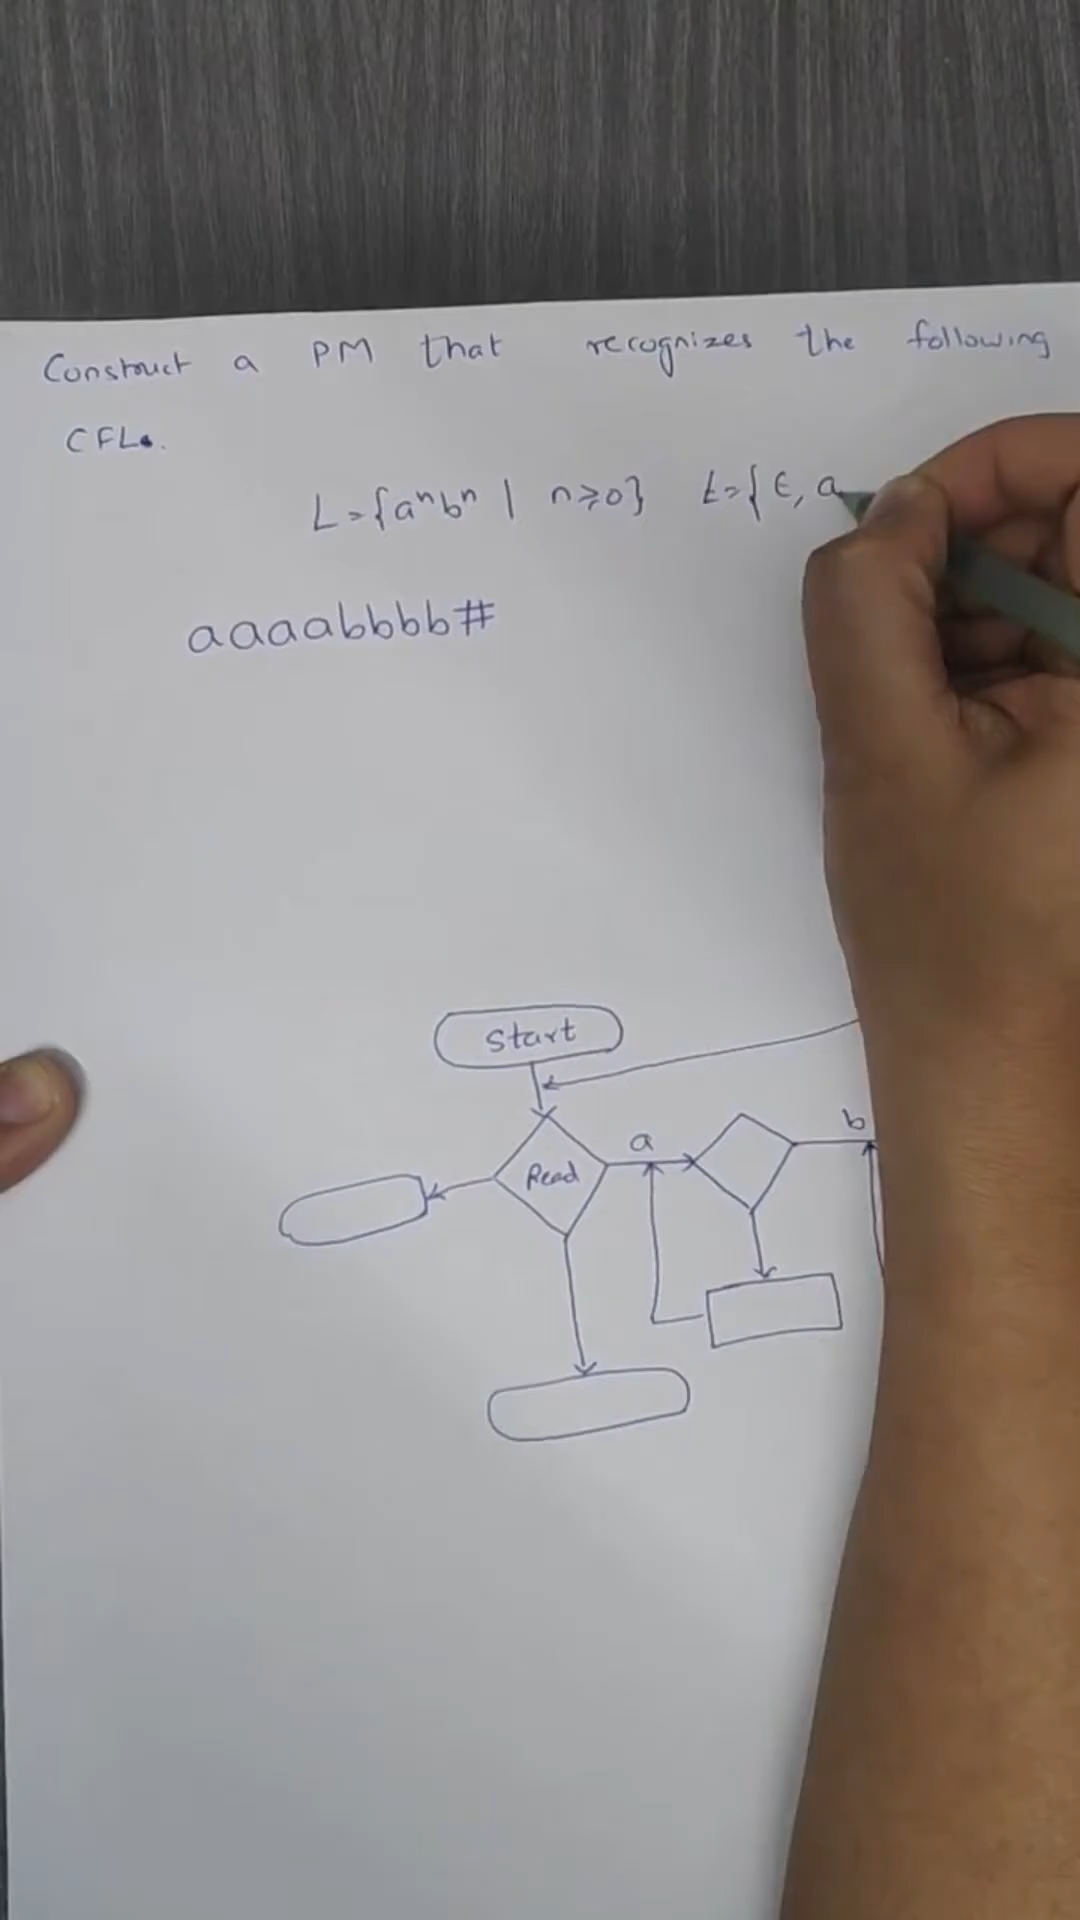 Construct a PM that recognizes the following
CFL.
L={aⁿbⁿ | n≥0} L={ε, a
aaaabbbb#
Start
a
b
Read